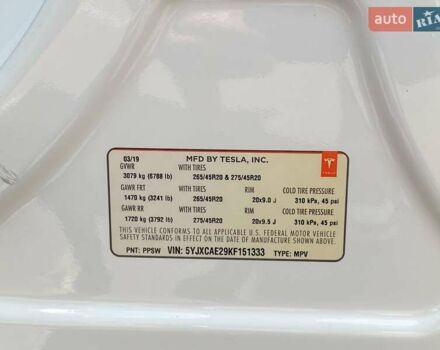 auto RIA
03/19 MFD BY TESLA, INC.
GVWR WITH TIRES
3079 kg (6788 lb) 265/45R20 & 275/45R20
TESLA
GAWR FRT WITH TIRES RIM COLD TIRE PRESSURE
1470 kg (3241 lb) 265/45R20 20x9.0 J 310 kPa, 45 psi
GAWR RR WITH TIRES RIM COLD TIRE PRESSURE
1720 kg (3792 lb) 275/45R20 20x9.5 J 310 kPa, 45 psi
THIS VEHICLE CONFORMS TO ALL APPLICABLE U.S. FEDERAL MOTOR VEHICLE
SAFETY STANDARDS IN EFFECT ON THE DATE OF MANUFACTURE SHOWN ABOVE.
PNT: PPSW VIN: 5YJXCAE29KF151333 TYPE: MPV